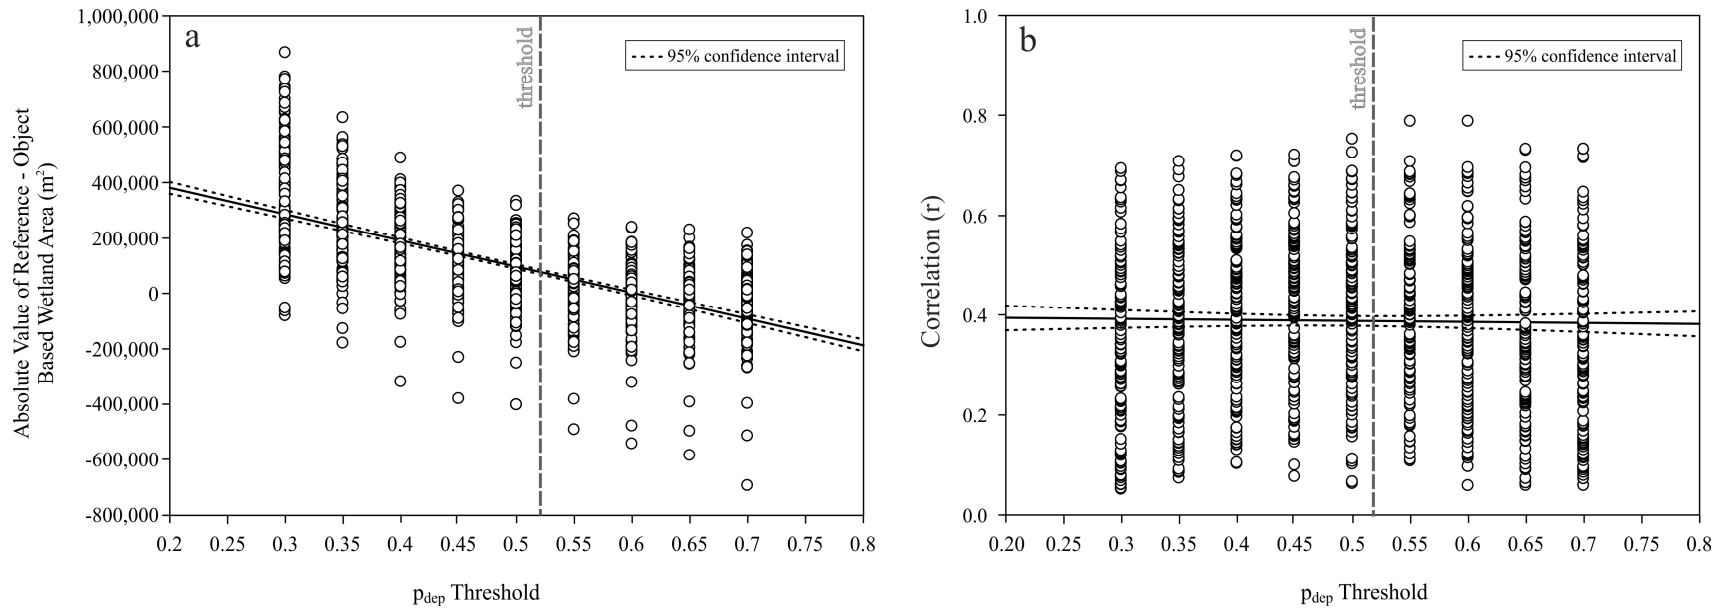 a
threshold
95% confidence interval
1,000,000
800,000
600,000
400,000
200,000
0
-200,000
-400,000
-600,000
-800,000
Absolute Value of Reference - Object
Based Wetland Area (m²)
0.2 0.25 0.3 0.35 0.4 0.45 0.5 0.55 0.6 0.65 0.7 0.75 0.8
pdep Threshold
b
threshold
95% confidence interval
1.0
0.8
0.6
0.4
0.2
0.0
Correlation (r)
0.20 0.25 0.3 0.35 0.4 0.45 0.5 0.55 0.6 0.65 0.7 0.75 0.8
pdep Threshold